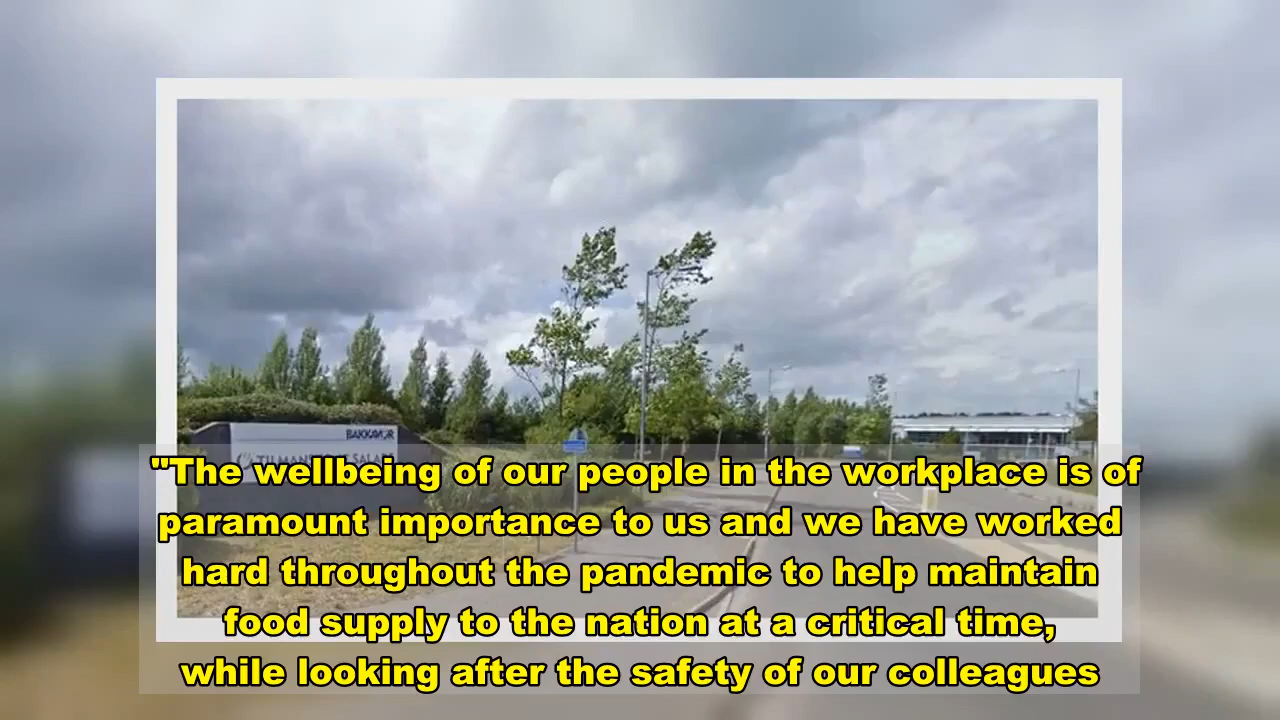 BAKKAVOR
TILMANSTONE SALADS
"The wellbeing of our people in the workplace is of
paramount importance to us and we have worked
hard throughout the pandemic to help maintain
food supply to the nation at a critical time,
while looking after the safety of our colleagues